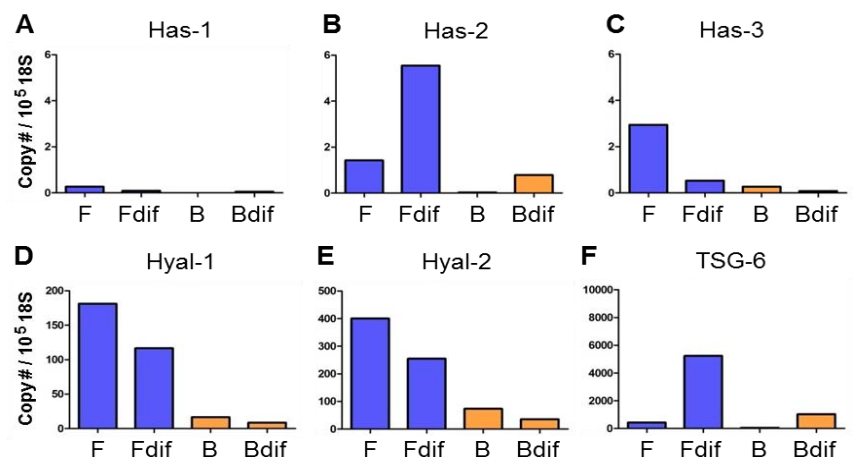 A Has-1
B Has-2
C Has-3
Copy # / 10⁵ 18S
6
4
2
0
F Fdif B Bdif
6
4
2
0
F Fdif B Bdif
6
4
2
0
F Fdif B Bdif
D Hyal-1
E Hyal-2
F TSG-6
Copy # / 10⁵ 18S
200
150
100
50
0
F Fdif B Bdif
500
400
300
200
100
0
F Fdif B Bdif
10000
8000
6000
4000
2000
0
F Fdif B Bdif